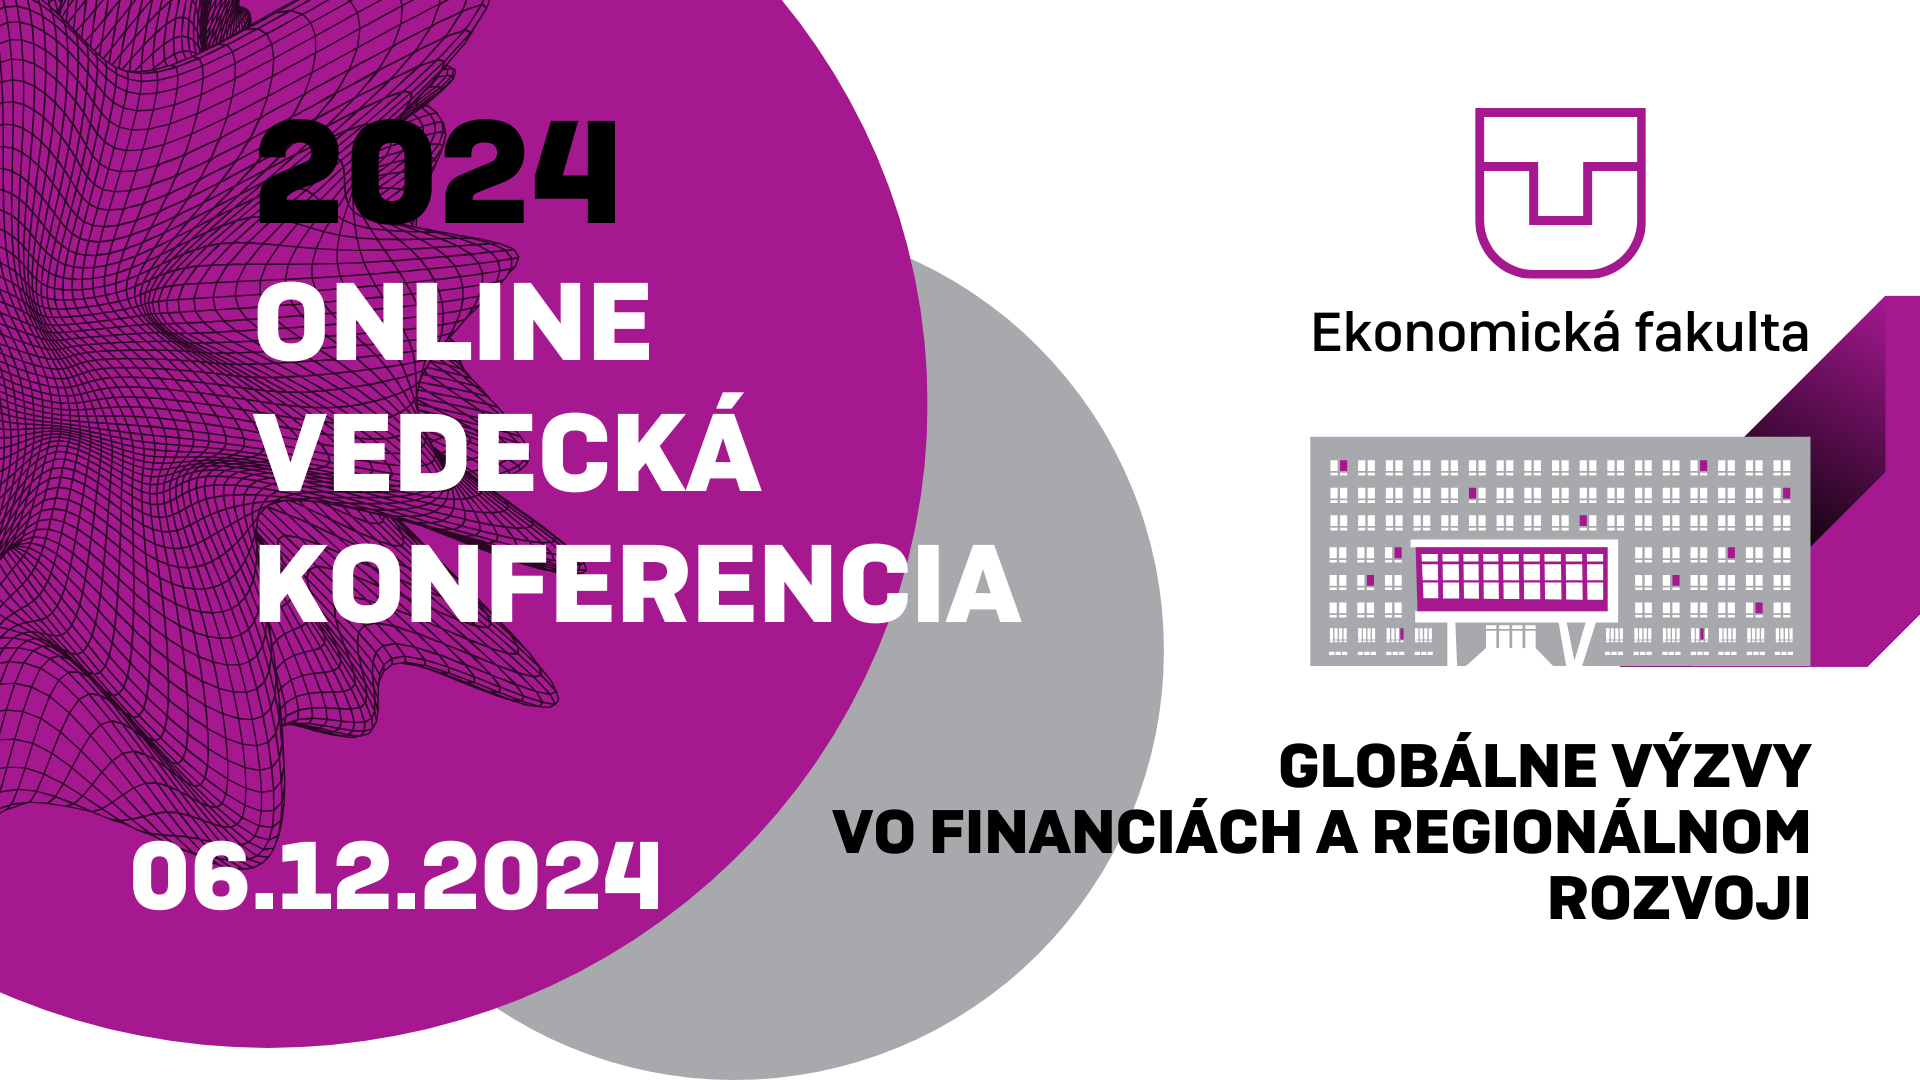 2024
ONLINE
VEDECKÁ
KONFERENCIA
06.12.2024
Ekonomická fakulta
GLOBÁLNE VÝZVY
VO FINANCIÁCH A REGIONÁLNOM
ROZVOJI